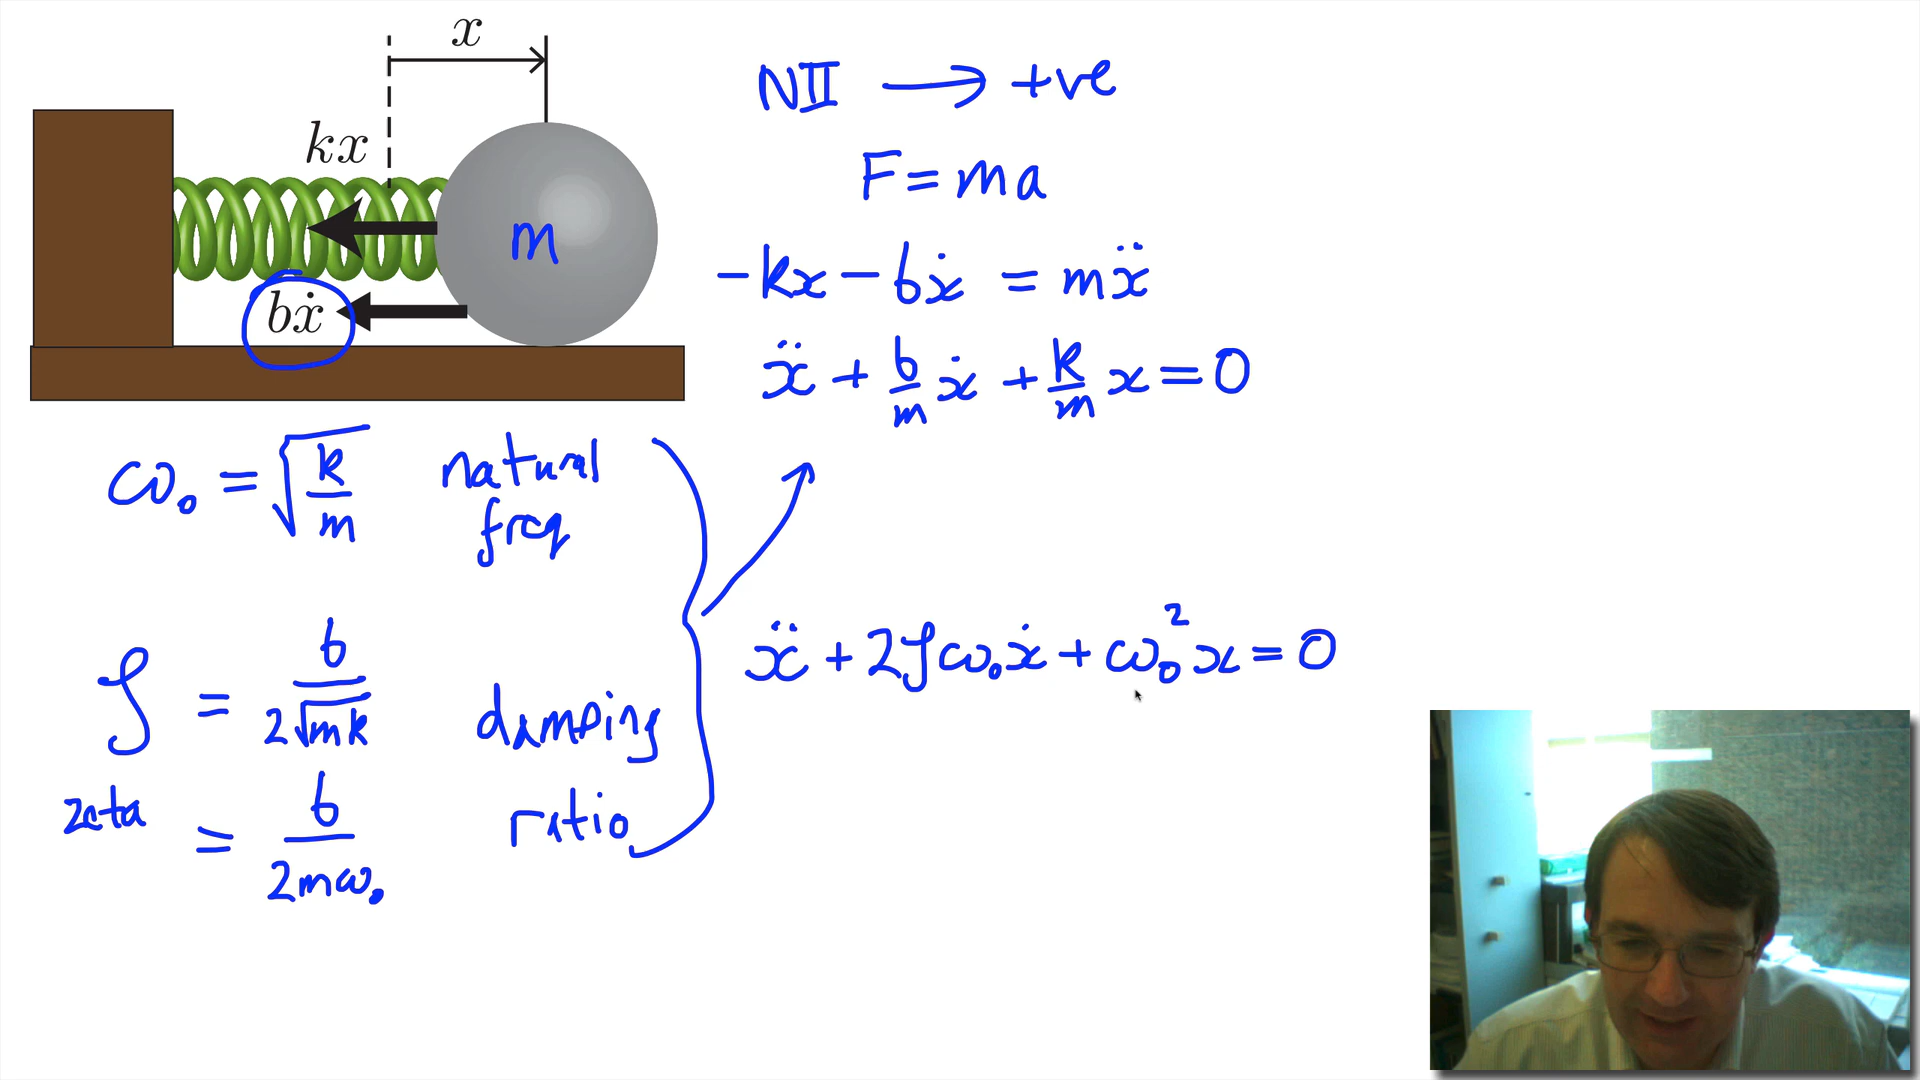 x
kx
m
bẋ
NII → +ve
F = ma
-kx - bẋ = mẍ
ẍ + b/m ẋ + k/m x = 0
ω₀ = √(k/m) natural freq
ζ = b/(2√mk) damping
zeta
= b/(2mω₀) ratio
ẍ + 2ζω₀ẋ + ω₀²x = 0